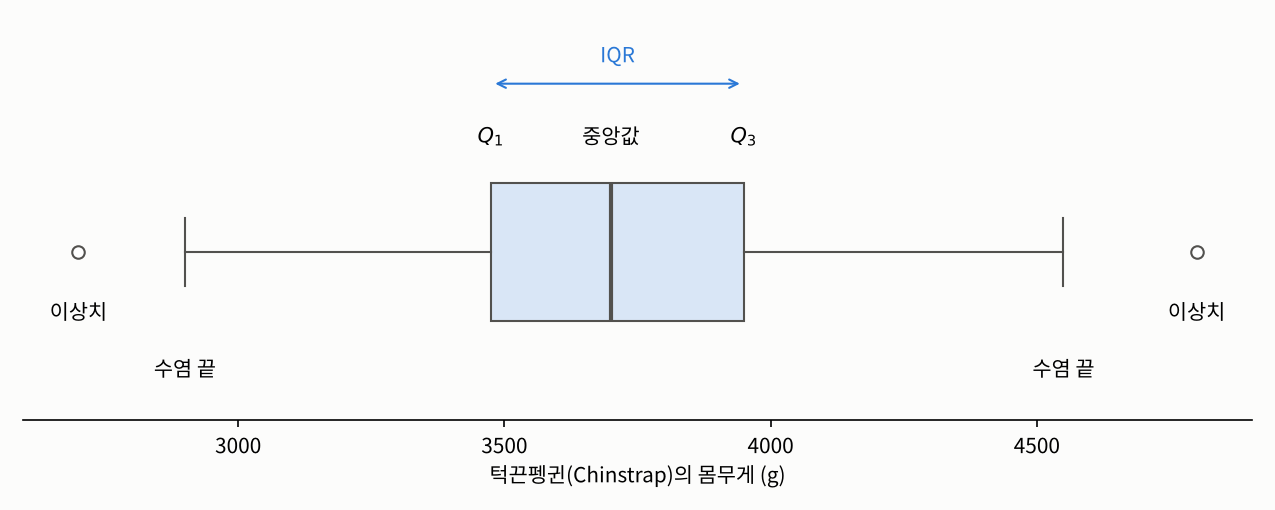 IQR
Q₁ 중앙값 Q₃
이상치 이상치
수염 끝 수염 끝
3000 3500 4000 4500
턱끈펭귄(Chinstrap)의 몸무게 (g)